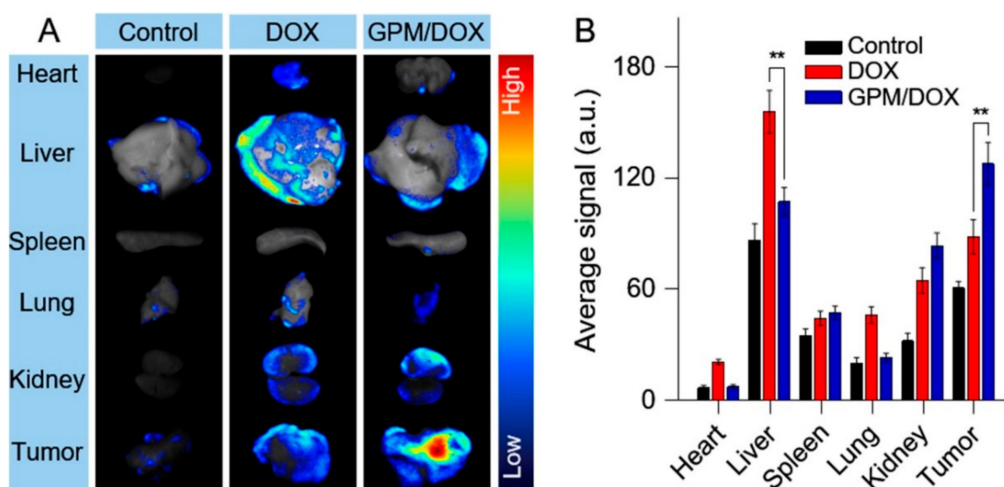 A
Control DOX GPM/DOX
Heart
Liver
Spleen
Lung
Kidney
Tumor
High
Low
B
Control
DOX
GPM/DOX
**
**
Average signal (a.u.)
180
120
60
0
Heart
Liver
Spleen
Lung
Kidney
Tumor